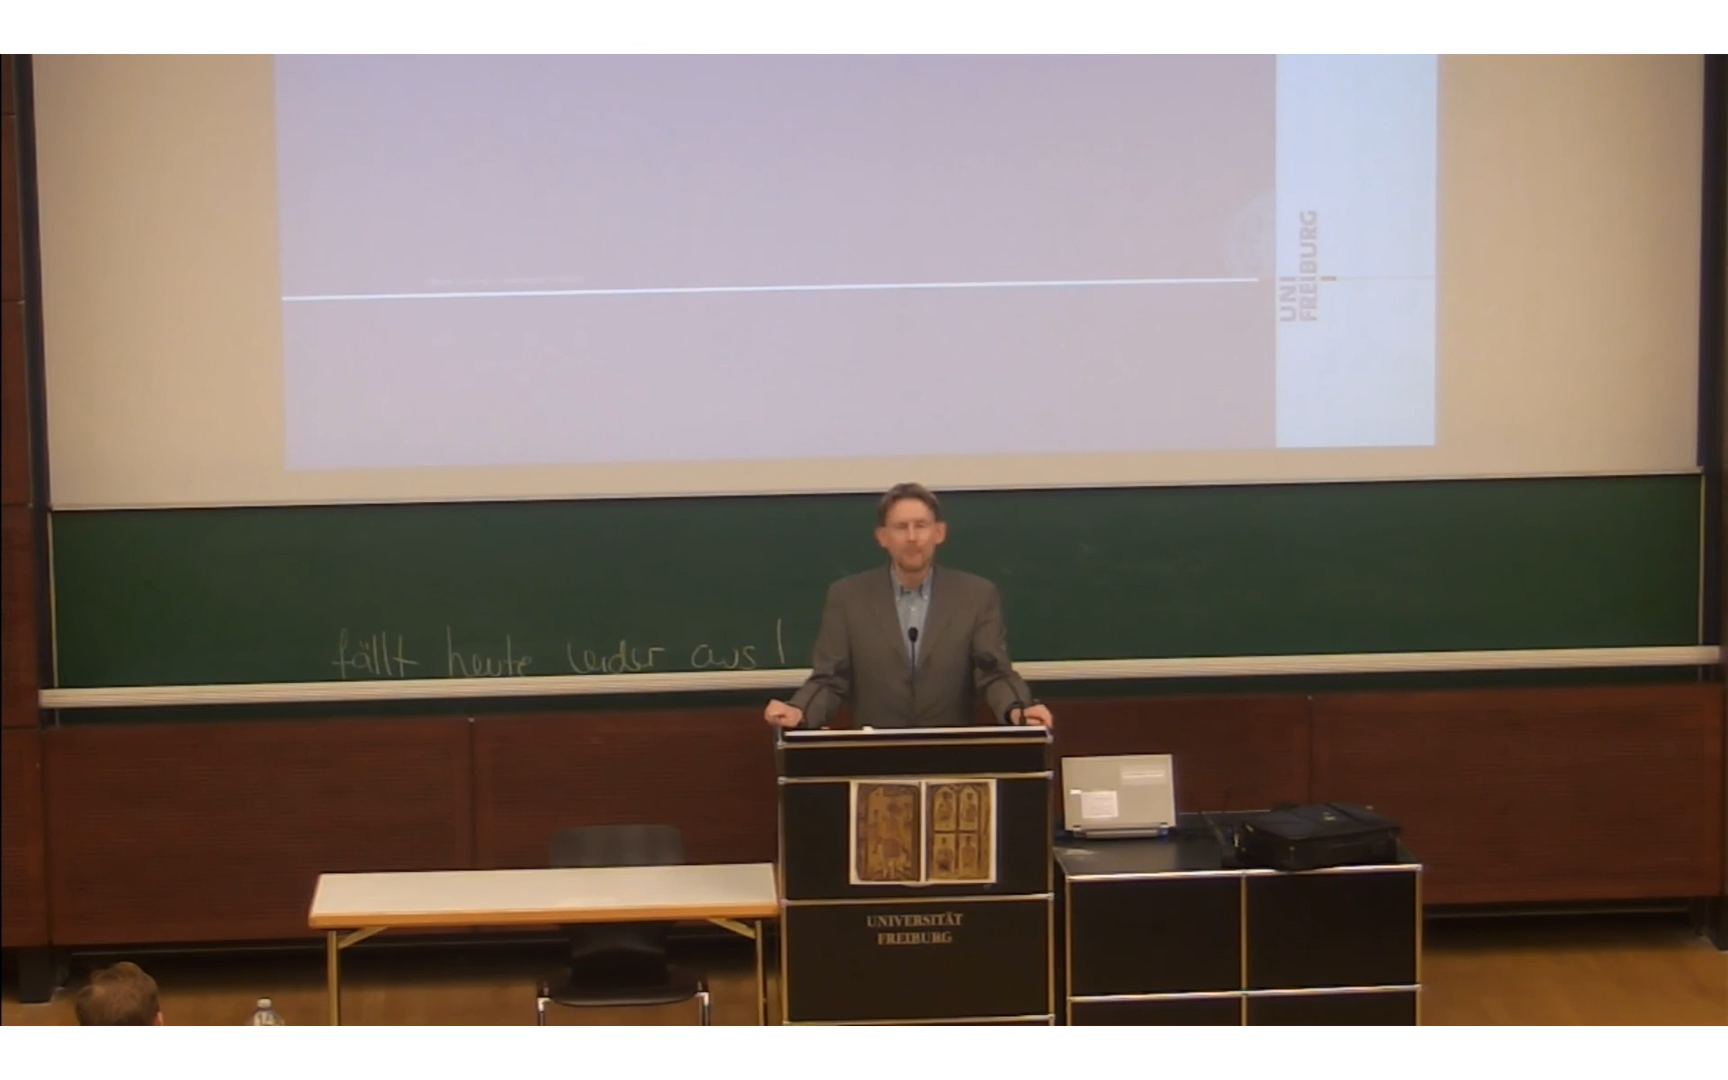 UNI
FREIBURG
fällt heute leider aus!
UNIVERSITÄT
FREIBURG